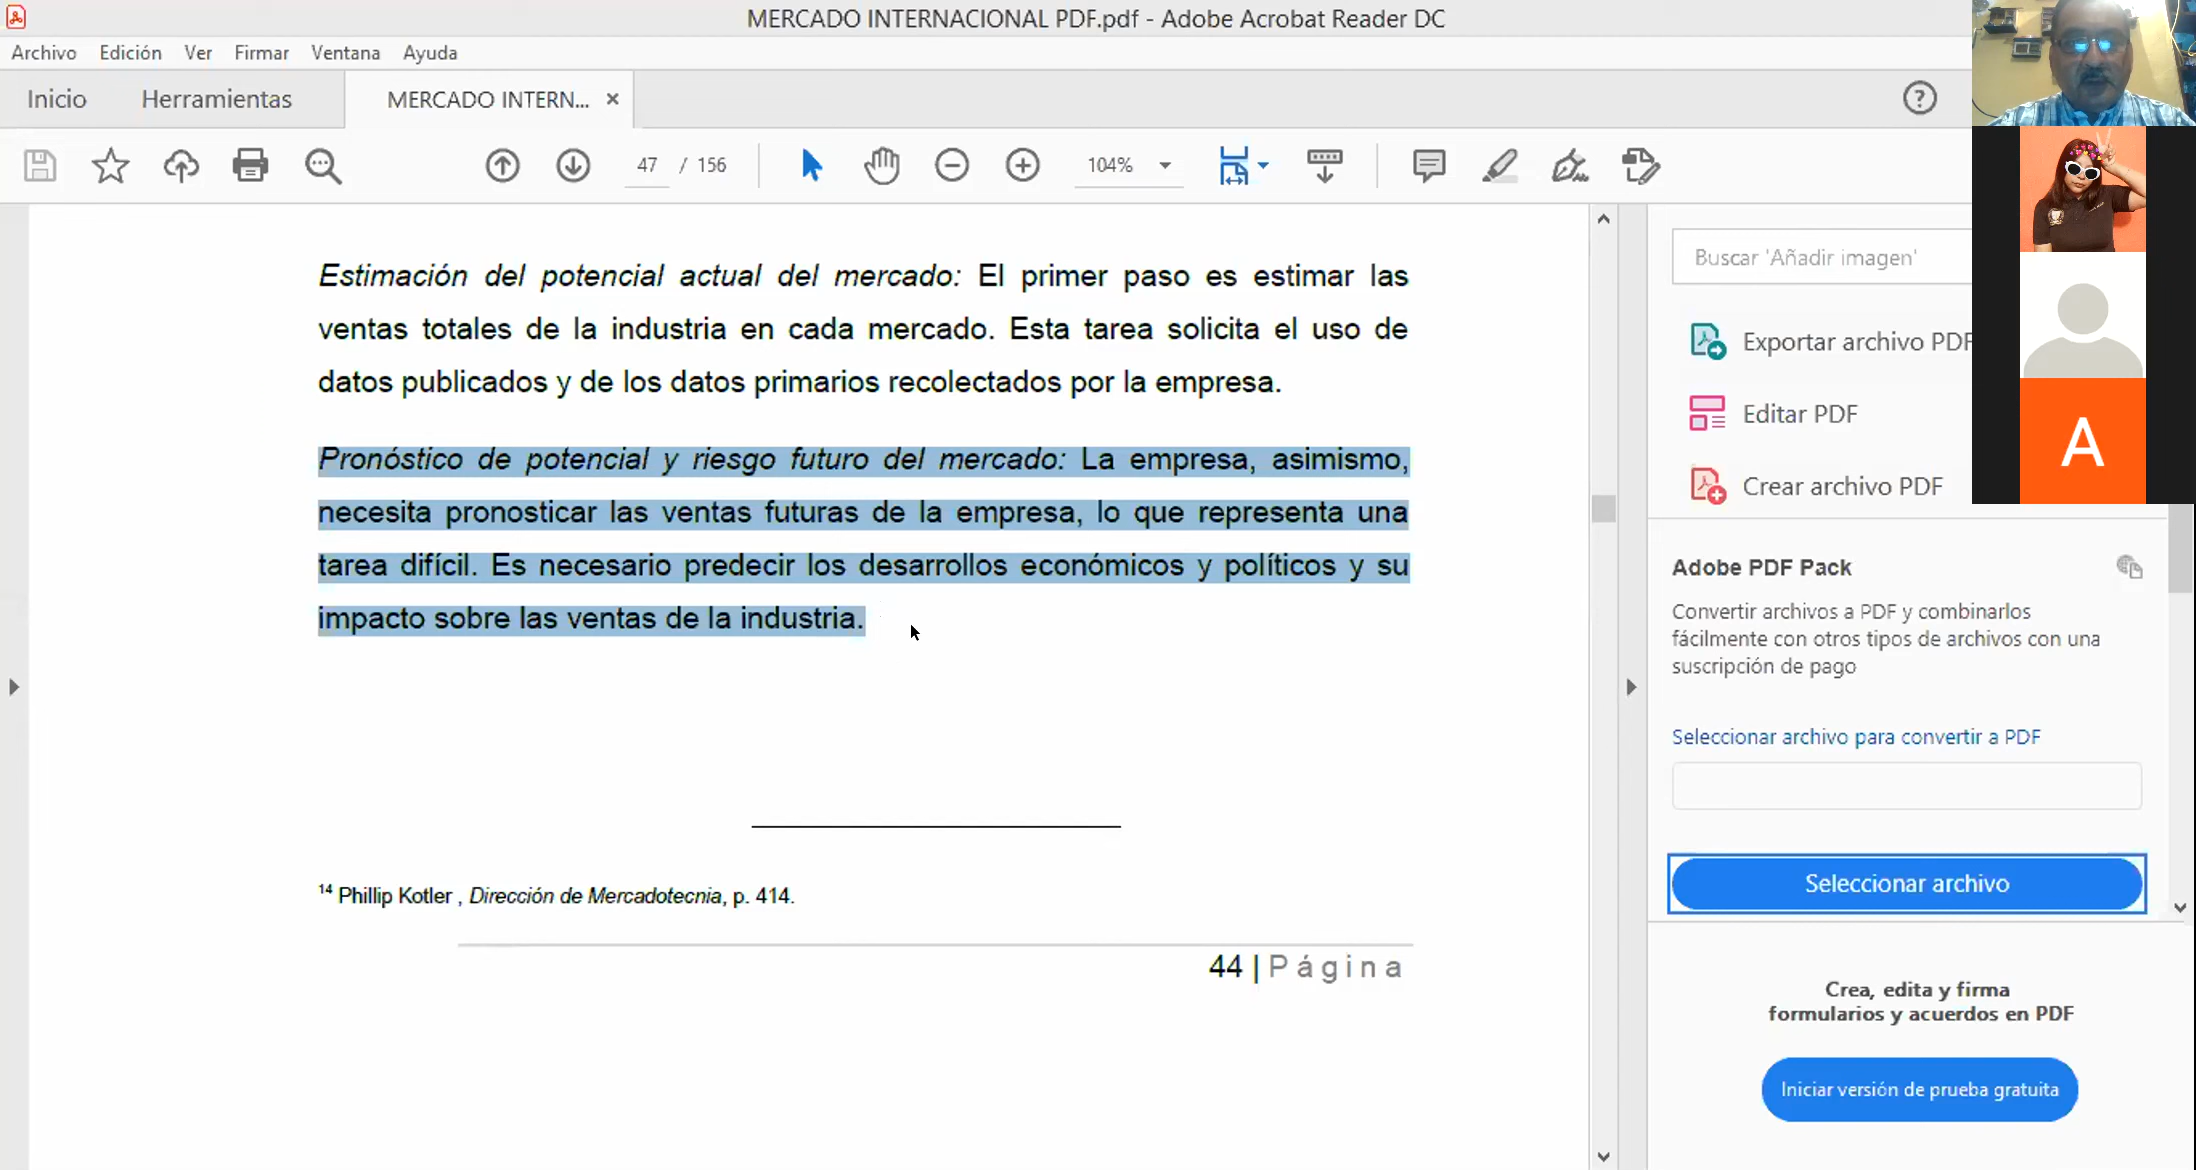 MERCADO INTERNACIONAL PDF.pdf - Adobe Acrobat Reader DC
Archivo Edición Ver Firmar Ventana Ayuda
Inicio Herramientas MERCADO INTERN... ×
47 / 156 104%
Estimación del potencial actual del mercado: El primer paso es estimar las
ventas totales de la industria en cada mercado. Esta tarea solicita el uso de
datos publicados y de los datos primarios recolectados por la empresa.
Pronóstico de potencial y riesgo futuro del mercado: La empresa, asimismo,
necesita pronosticar las ventas futuras de la empresa, lo que representa una
tarea difícil. Es necesario predecir los desarrollos económicos y políticos y su
impacto sobre las ventas de la industria.
14 Phillip Kotler , Dirección de Mercadotecnia, p. 414.
44 | Página
Buscar 'Añadir imagen'
Exportar archivo PDF
Editar PDF
Crear archivo PDF
A
Adobe PDF Pack
Convertir archivos a PDF y combinarlos
fácilmente con otros tipos de archivos con una
suscripción de pago
Seleccionar archivo para convertir a PDF
Seleccionar archivo
Crea, edita y firma
formularios y acuerdos en PDF
Iniciar versión de prueba gratuita